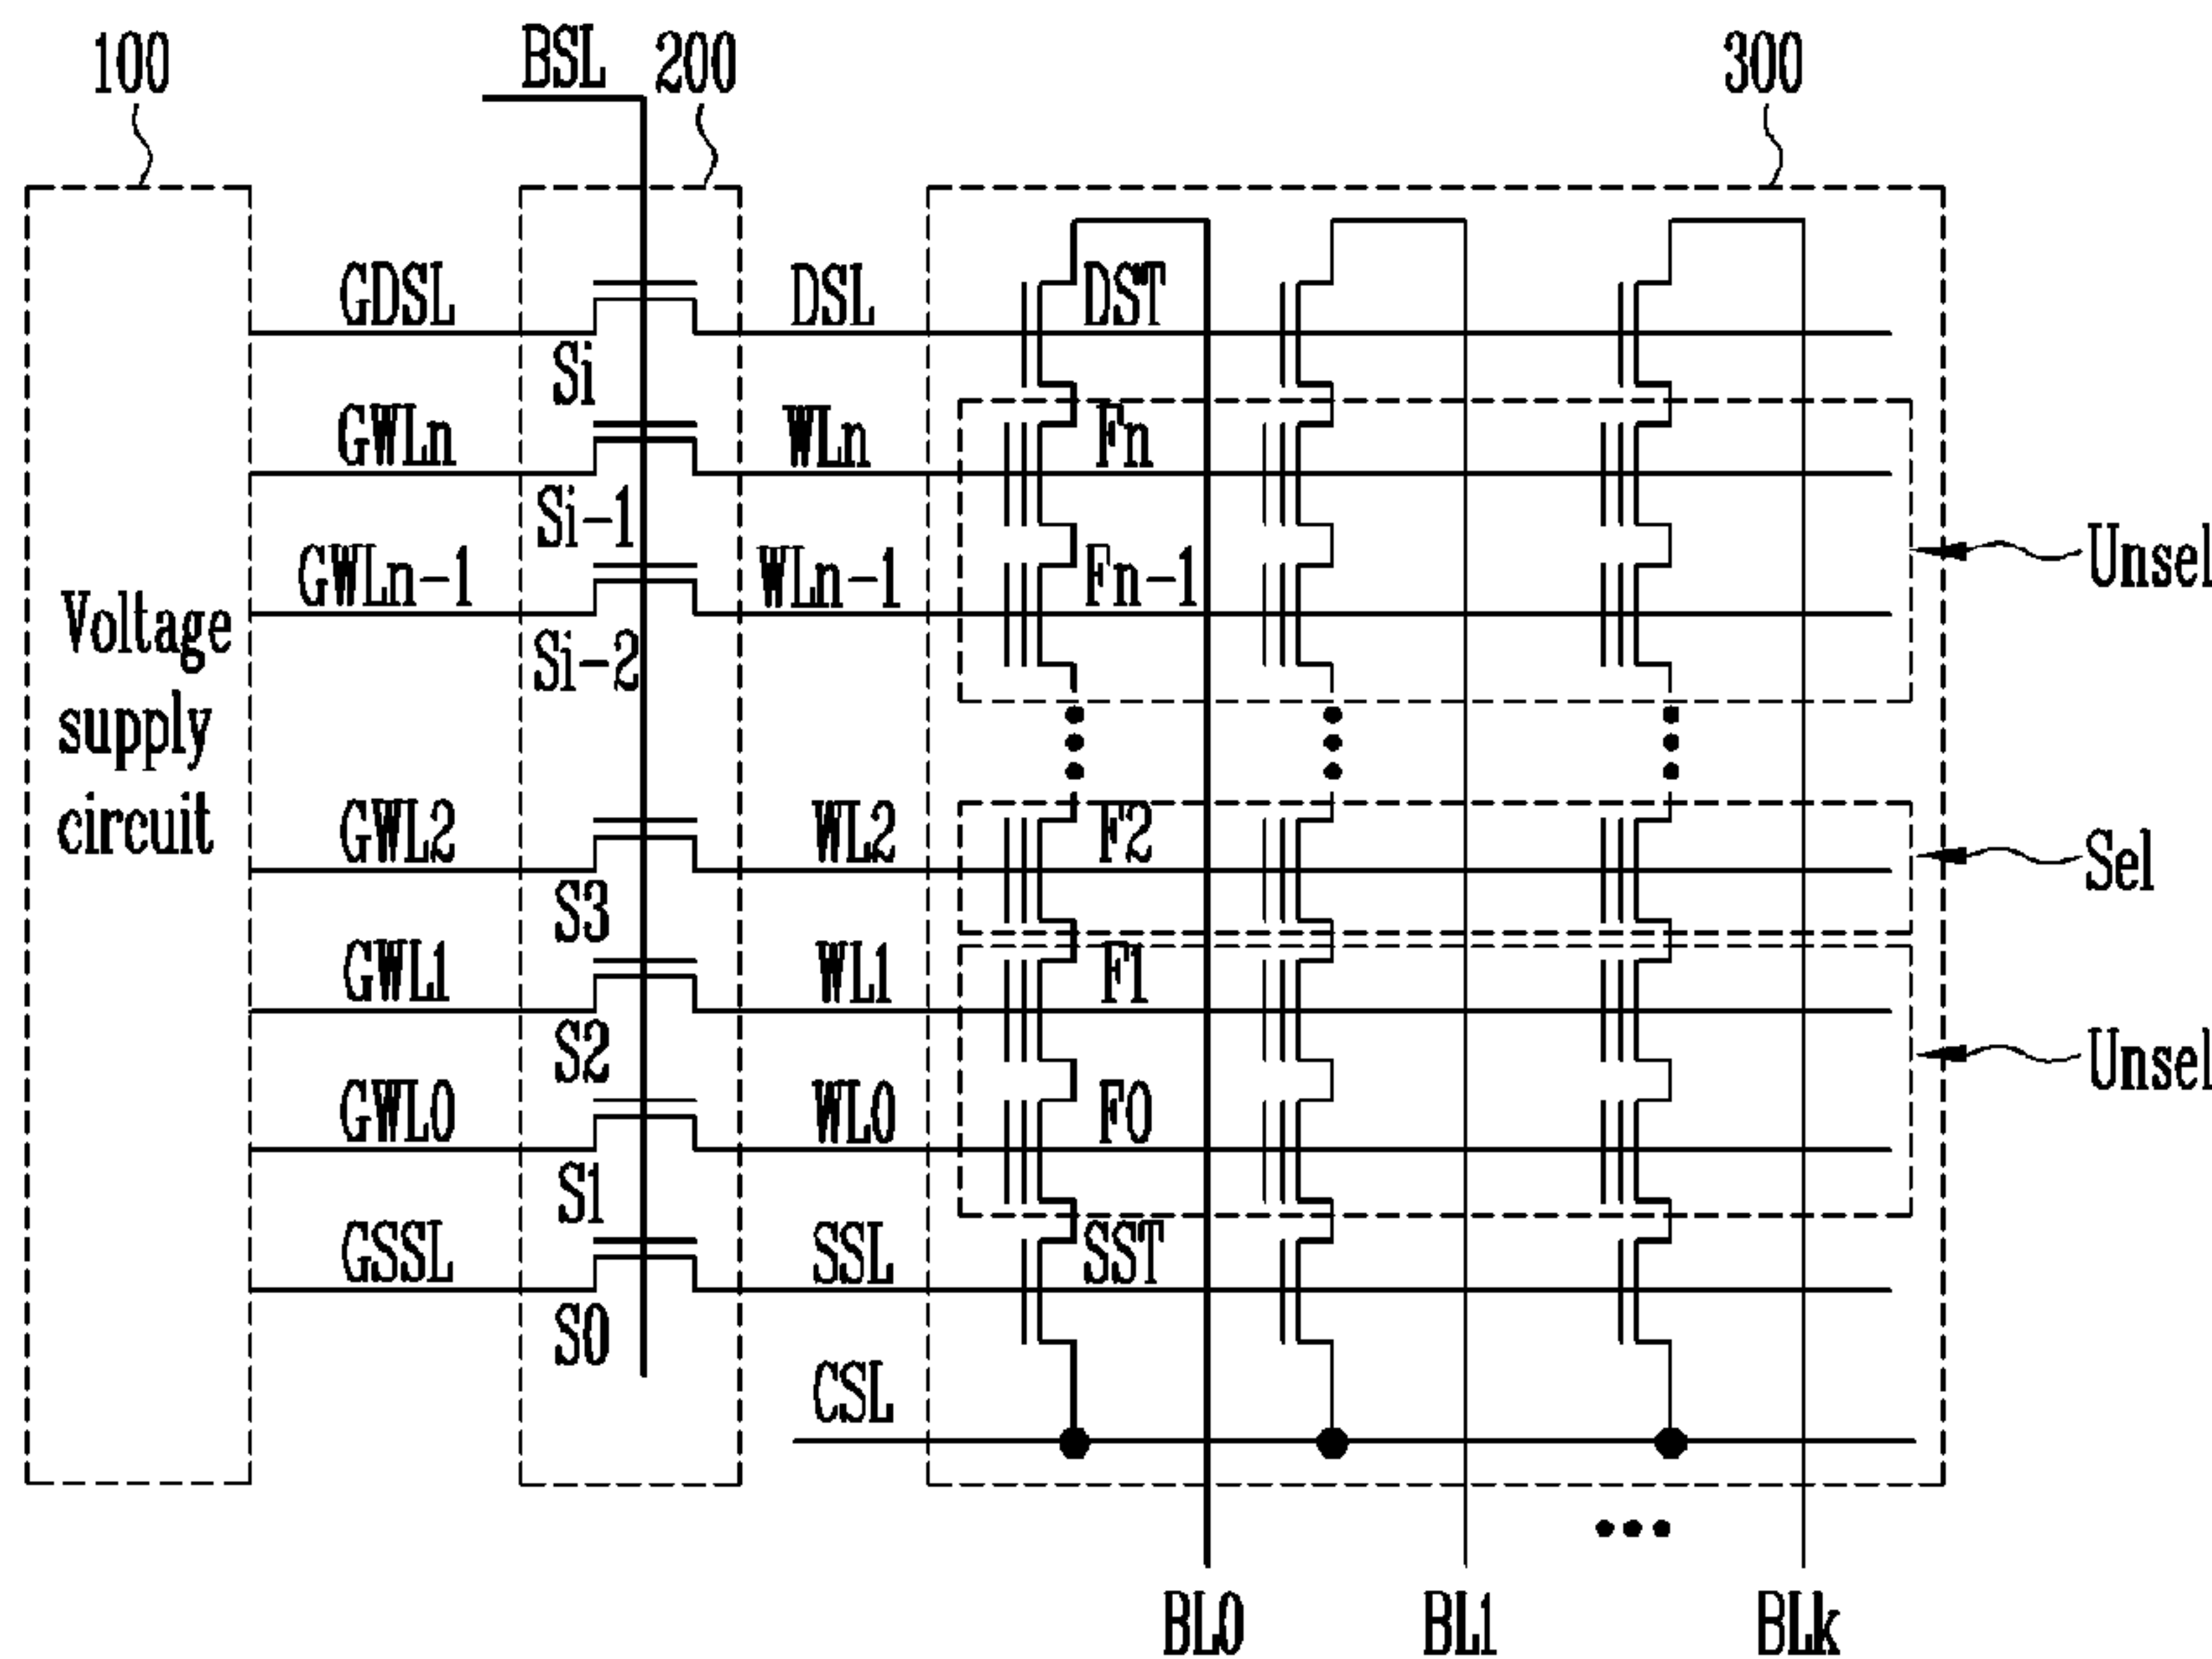 100
BSL
200
300
GDSL
DSL
DST
Si
GWLn
WLn
Fn
Si-1
GWLn-1
WLn-1
Fn-1
Unsel
Si-2
Voltage
supply
circuit
GWL2
WL2
F2
Sel
S3
GWL1
WL1
F1
S2
Unsel
GWL0
WL0
F0
S1
GSSL
SSL
SST
S0
CSL
BL0
BL1
BLk